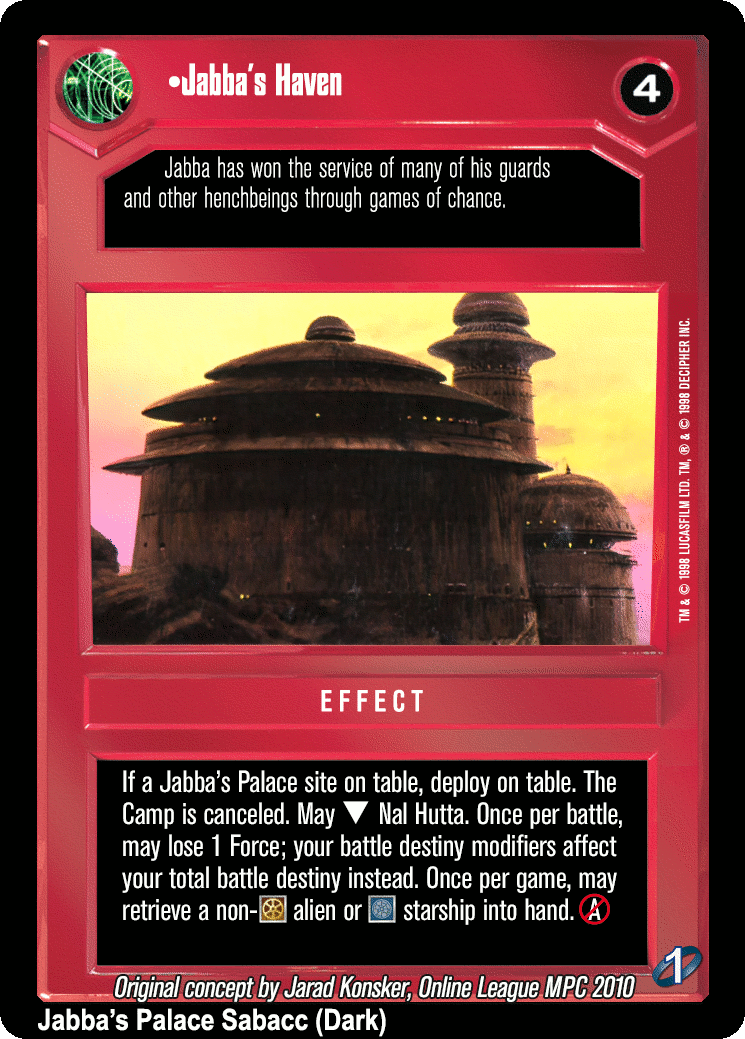 •Jabba's Haven
4
Jabba has won the service of many of his guards
and other henchbeings through games of chance.
TM & © 1998 LUCASFILM LTD. TM, ® & © 1998 DECIPHER INC.
EFFECT
If a Jabba's Palace site on table, deploy on table. The
Camp is canceled. May ▼ Nal Hutta. Once per battle,
may lose 1 Force; your battle destiny modifiers affect
your total battle destiny instead. Once per game, may
retrieve a non- alien or starship into hand. A
1
Original concept by Jarad Konsker, Online League MPC 2010
Jabba's Palace Sabacc (Dark)